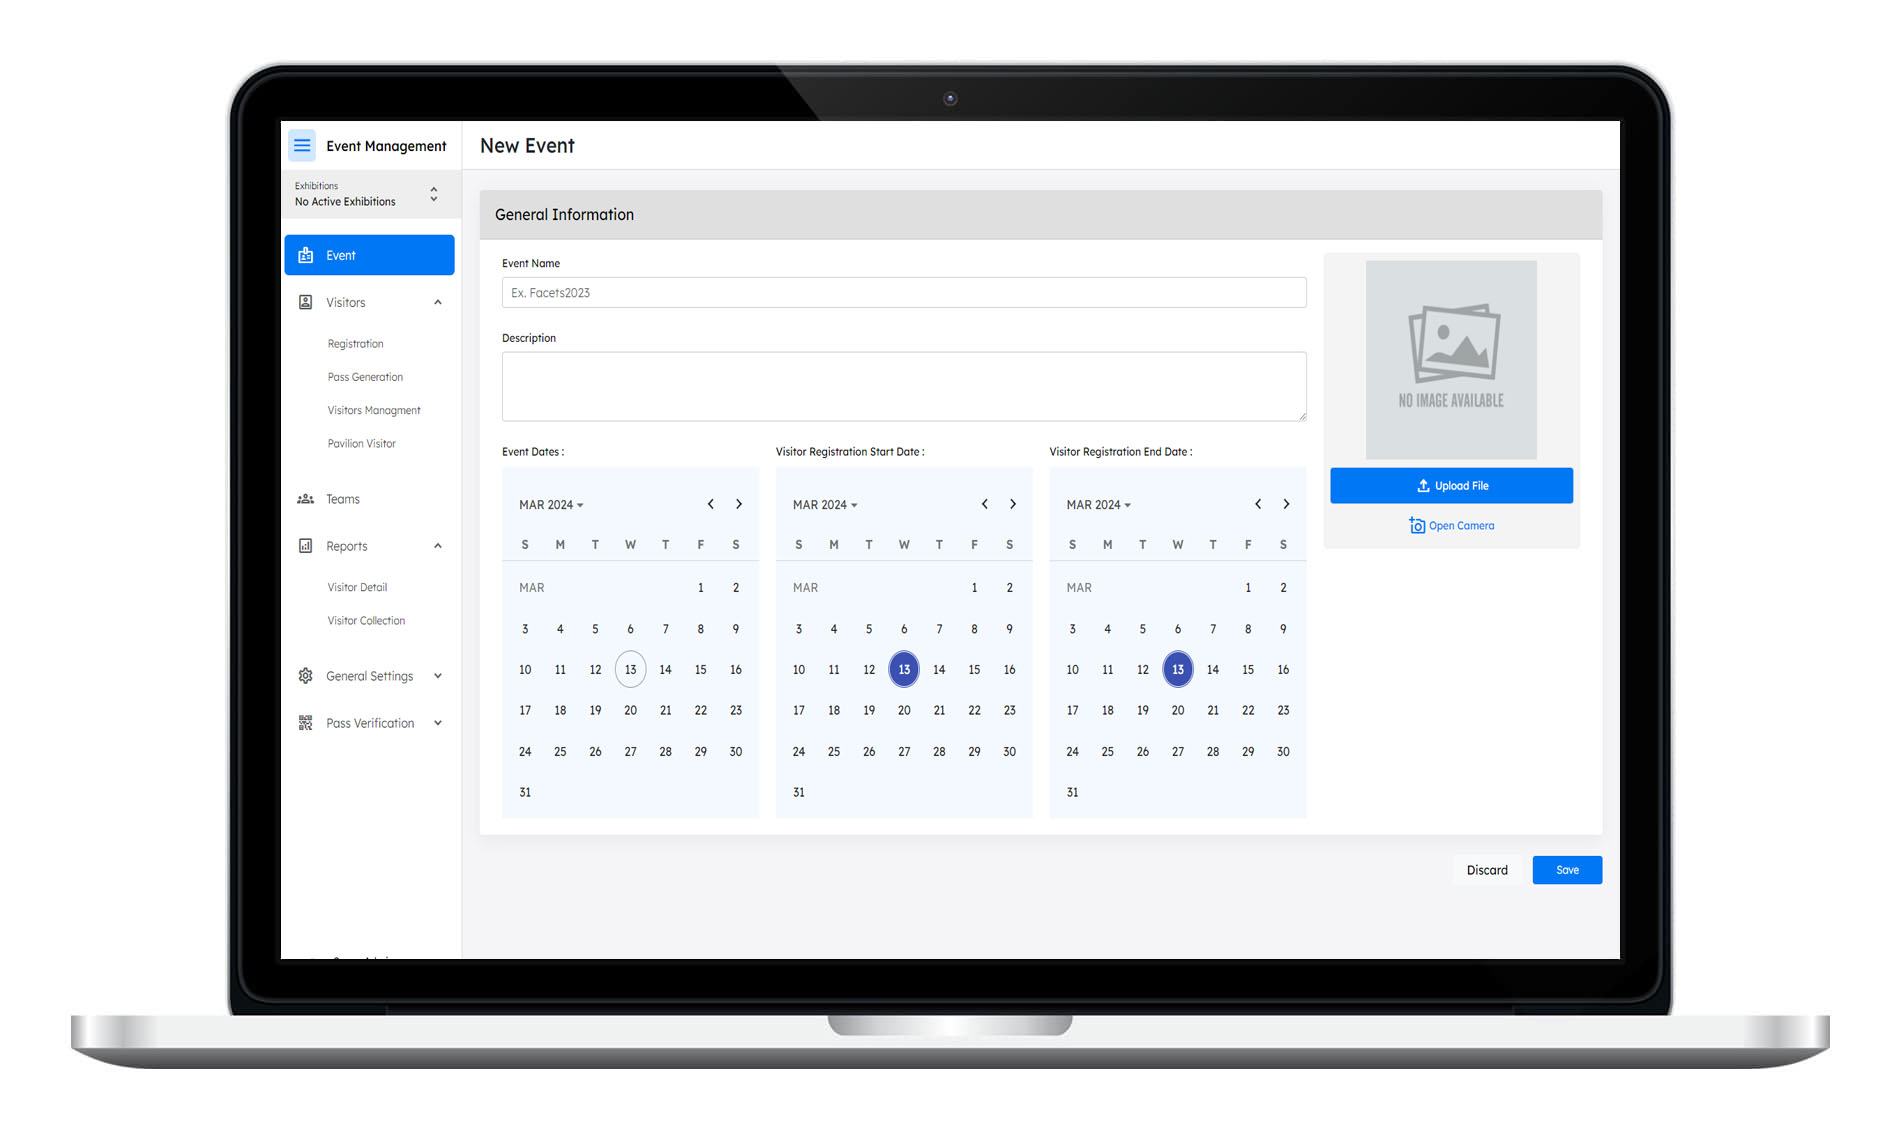 Event Management
New Event
Exhibitions
No Active Exhibitions
Event
Visitors
Registration
Pass Generation
Visitors Managment
Pavilion Visitor
Teams
Reports
Visitor Detail
Visitor Collection
General Settings
Pass Verification
General Information
Event Name
Ex. Facets2023
Description
Event Dates :
MAR 2024
S M T W T F S
MAR 1 2
3 4 5 6 7 8 9
10 11 12 13 14 15 16
17 18 19 20 21 22 23
24 25 26 27 28 29 30
31
Visitor Registration Start Date :
MAR 2024
S M T W T F S
MAR 1 2
3 4 5 6 7 8 9
10 11 12 13 14 15 16
17 18 19 20 21 22 23
24 25 26 27 28 29 30
31
Visitor Registration End Date :
MAR 2024
S M T W T F S
MAR 1 2
3 4 5 6 7 8 9
10 11 12 13 14 15 16
17 18 19 20 21 22 23
24 25 26 27 28 29 30
31
NO IMAGE AVAILABLE
Upload File
Open Camera
Discard
Save